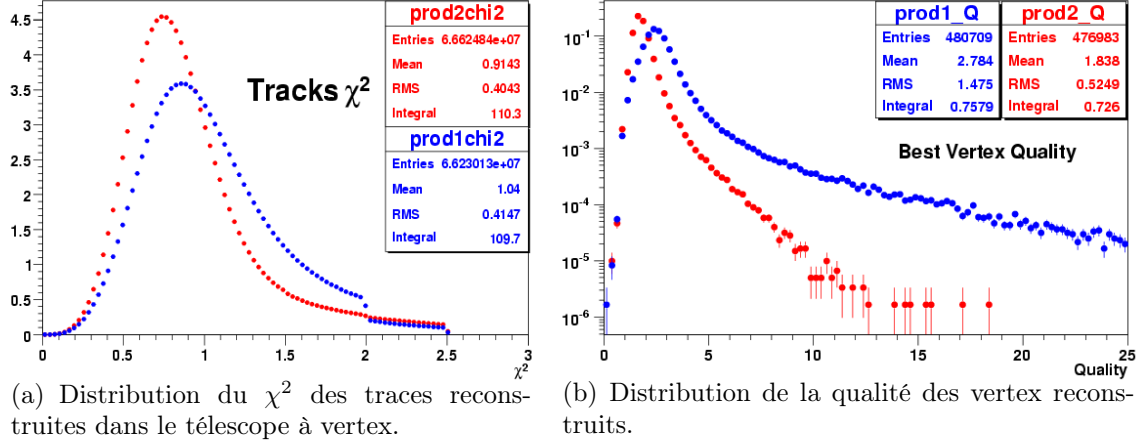 prod2chi2
Entries 6.662484e+07
Mean 0.9143
RMS 0.4043
Integral 110.3
prod1chi2
Entries 6.623013e+07
Mean 1.04
RMS 0.4147
Integral 109.7
Tracks χ²
4.5
4
3.5
3
2.5
2
1.5
1
0.5
0
0 0.5 1 1.5 2 2.5 3
χ²
(a) Distribution du χ² des traces recons-
truites dans le télescope à vertex.
prod1_Q
Entries 480709
Mean 2.784
RMS 1.475
Integral 0.7579
prod2_Q
Entries 476983
Mean 1.838
RMS 0.5249
Integral 0.726
Best Vertex Quality
10⁻¹
10⁻²
10⁻³
10⁻⁴
10⁻⁵
10⁻⁶
0 5 10 15 20 25
Quality
(b) Distribution de la qualité des vertex recons-
truits.